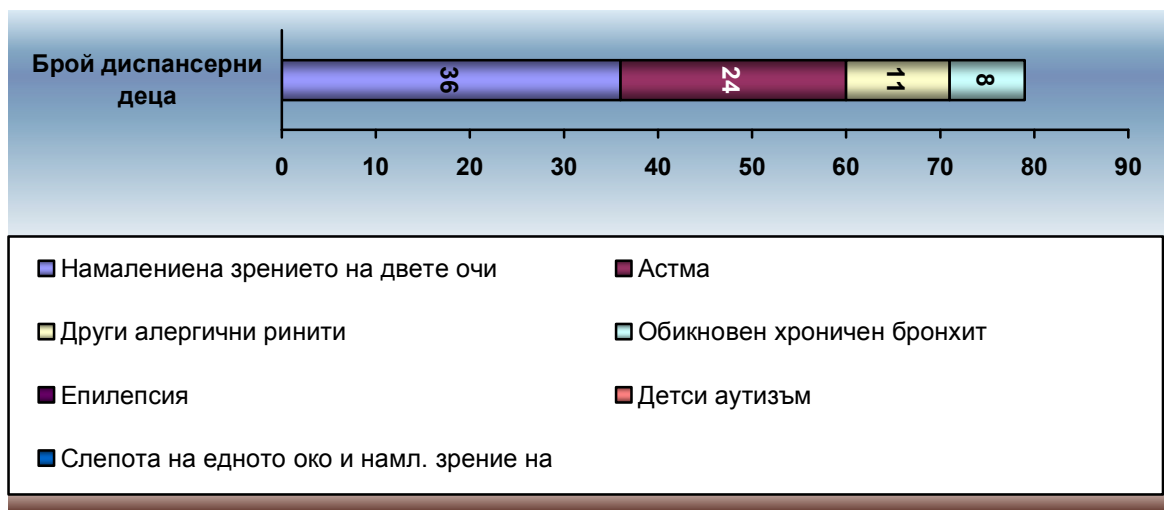 Брой диспансерни
деца
36 24 11 8
0 10 20 30 40 50 60 70 80 90
Намалениена зрението на двете очи
Астма
Други алергични ринити
Обикновен хроничен бронхит
Епилепсия
Детси аутизъм
Слепота на едното око и намл. зрение на